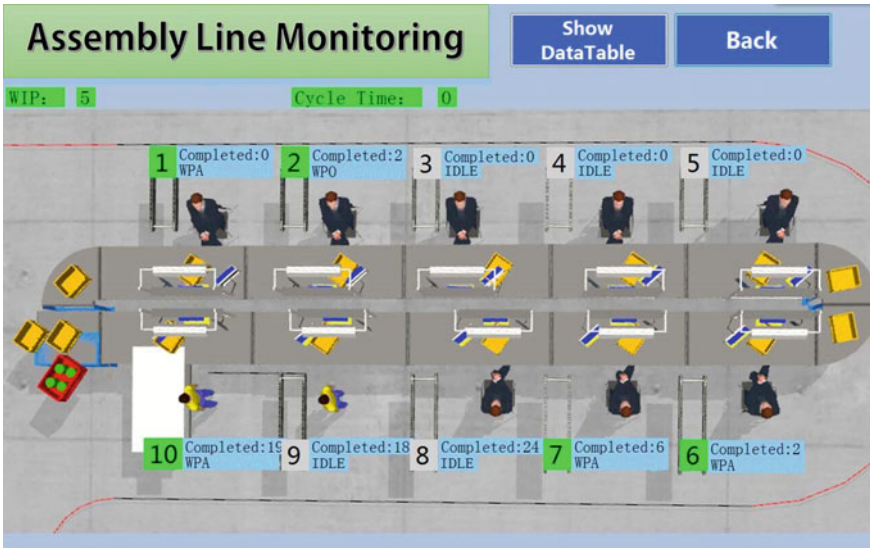 Assembly Line Monitoring
Show
DataTable
Back
WIP: 5
Cycle Time: 0
1 Completed:0
WPA
2 Completed:2
WPO
3 Completed:0
IDLE
4 Completed:0
IDLE
5 Completed:0
IDLE
10 Completed:19
WPA
9 Completed:18
IDLE
8 Completed:24
IDLE
7 Completed:6
WPA
6 Completed:2
WPA